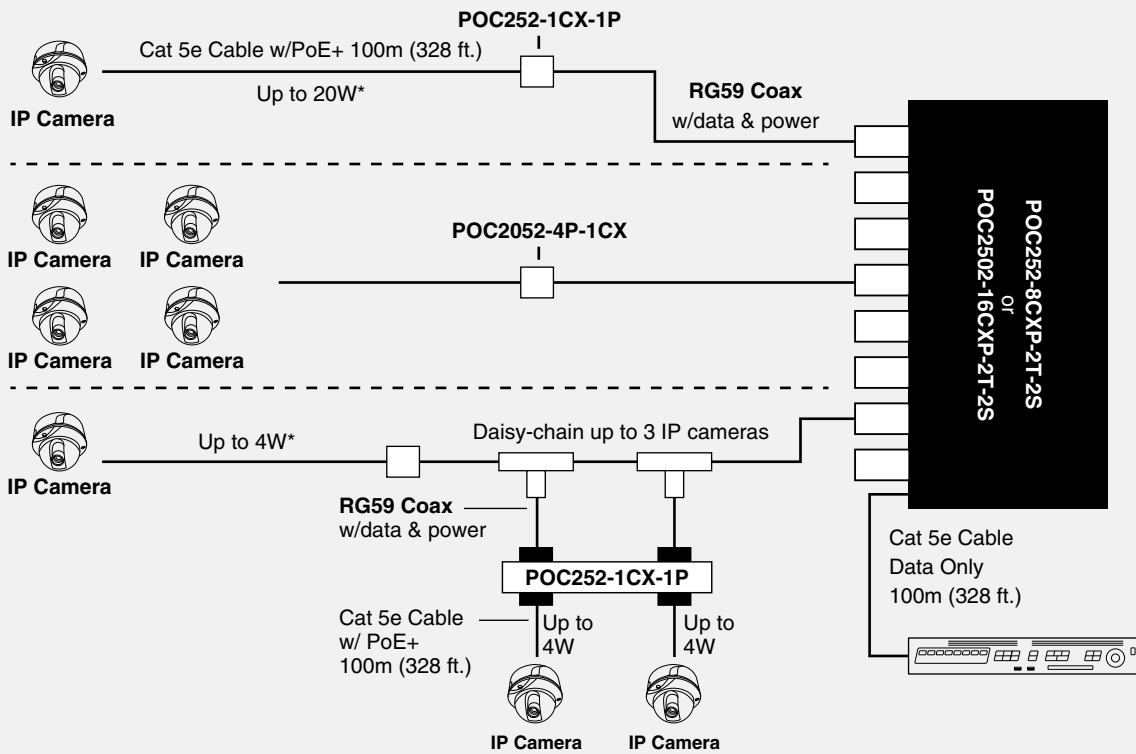 POC252-1CX-1P
Cat 5e Cable w/PoE+ 100m (328 ft.)
Up to 20W*
IP Camera
RG59 Coax
w/data & power
IP Camera
IP Camera
POC2052-4P-1CX
IP Camera
IP Camera
POC252-8CXP-2T-2S
or
POC2502-16CXP-2T-2S
Up to 4W*
Daisy-chain up to 3 IP cameras
IP Camera
RG59 Coax
w/data & power
POC252-1CX-1P
Cat 5e Cable
w/ PoE+
100m (328 ft.)
Up to
4W
Up to
4W
IP Camera
IP Camera
Cat 5e Cable
Data Only
100m (328 ft.)